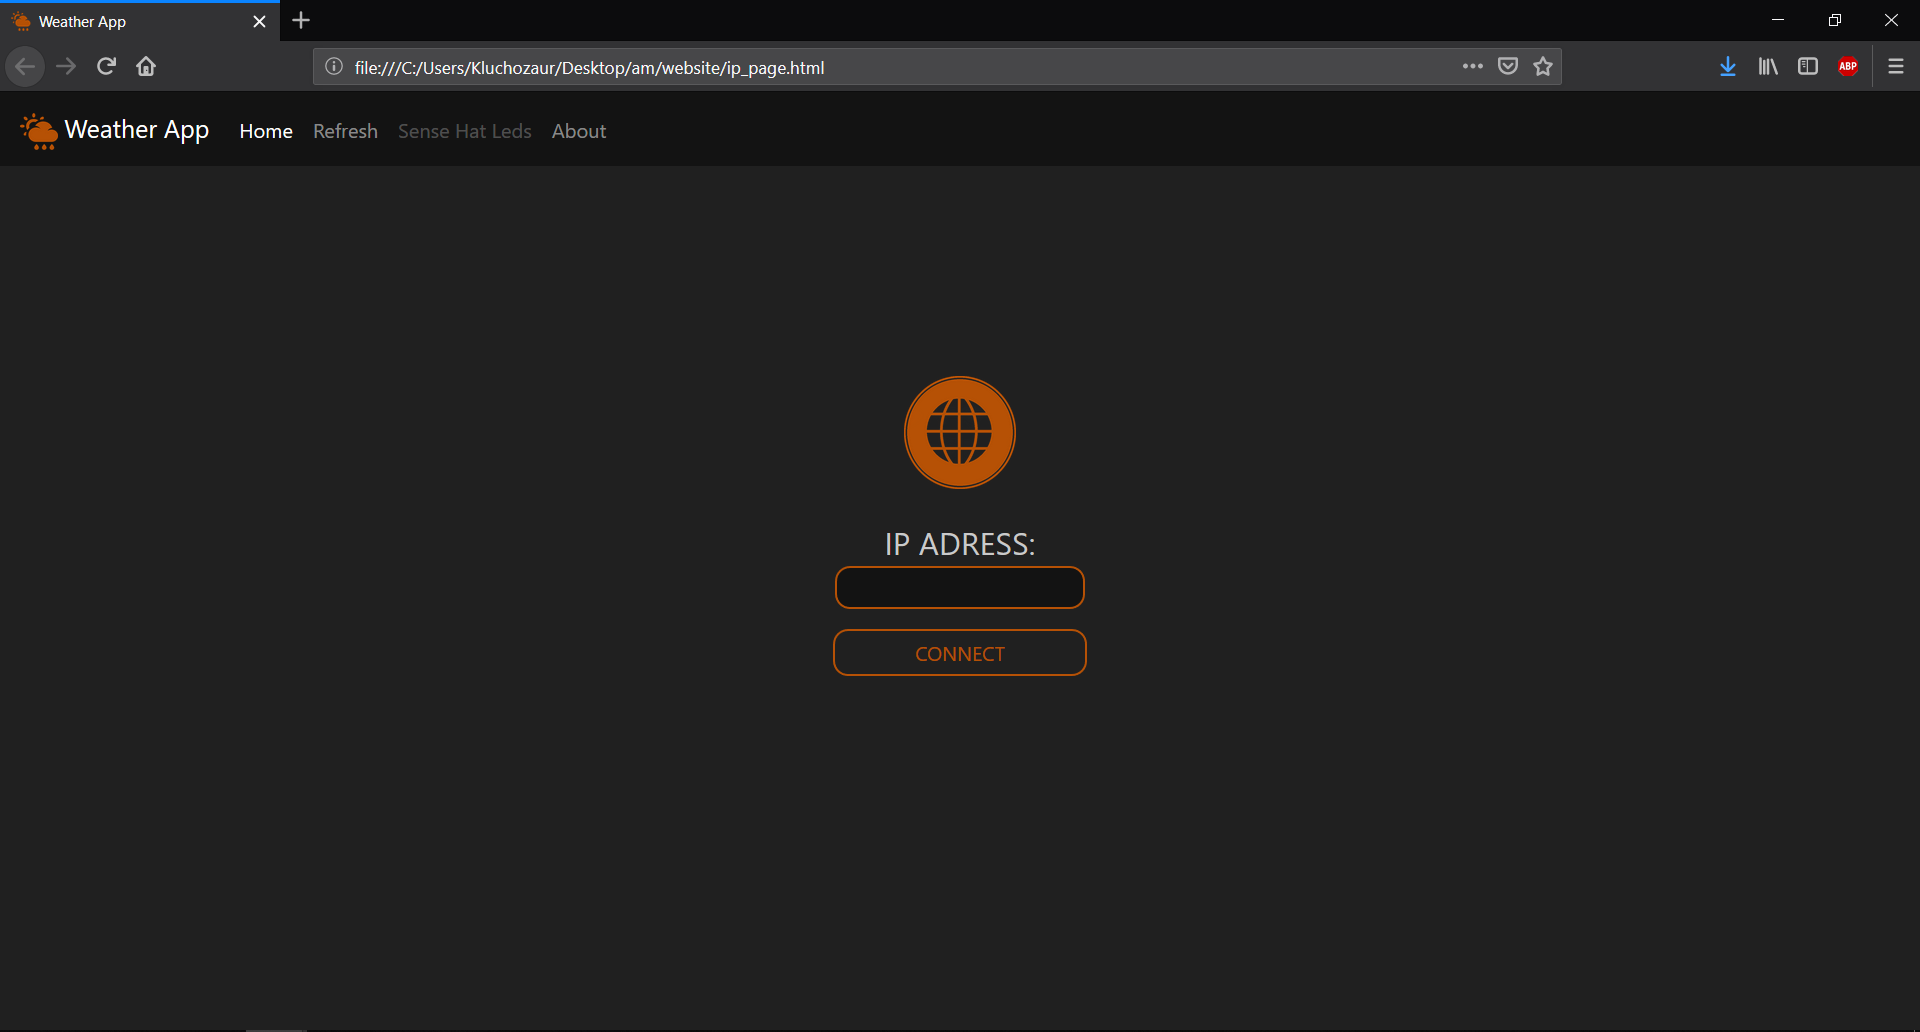 Weather App
file:///C:/Users/Kluchozaur/Desktop/am/website/ip_page.html
ABP
Weather App Home Refresh Sense Hat Leds About
IP ADRESS:
CONNECT